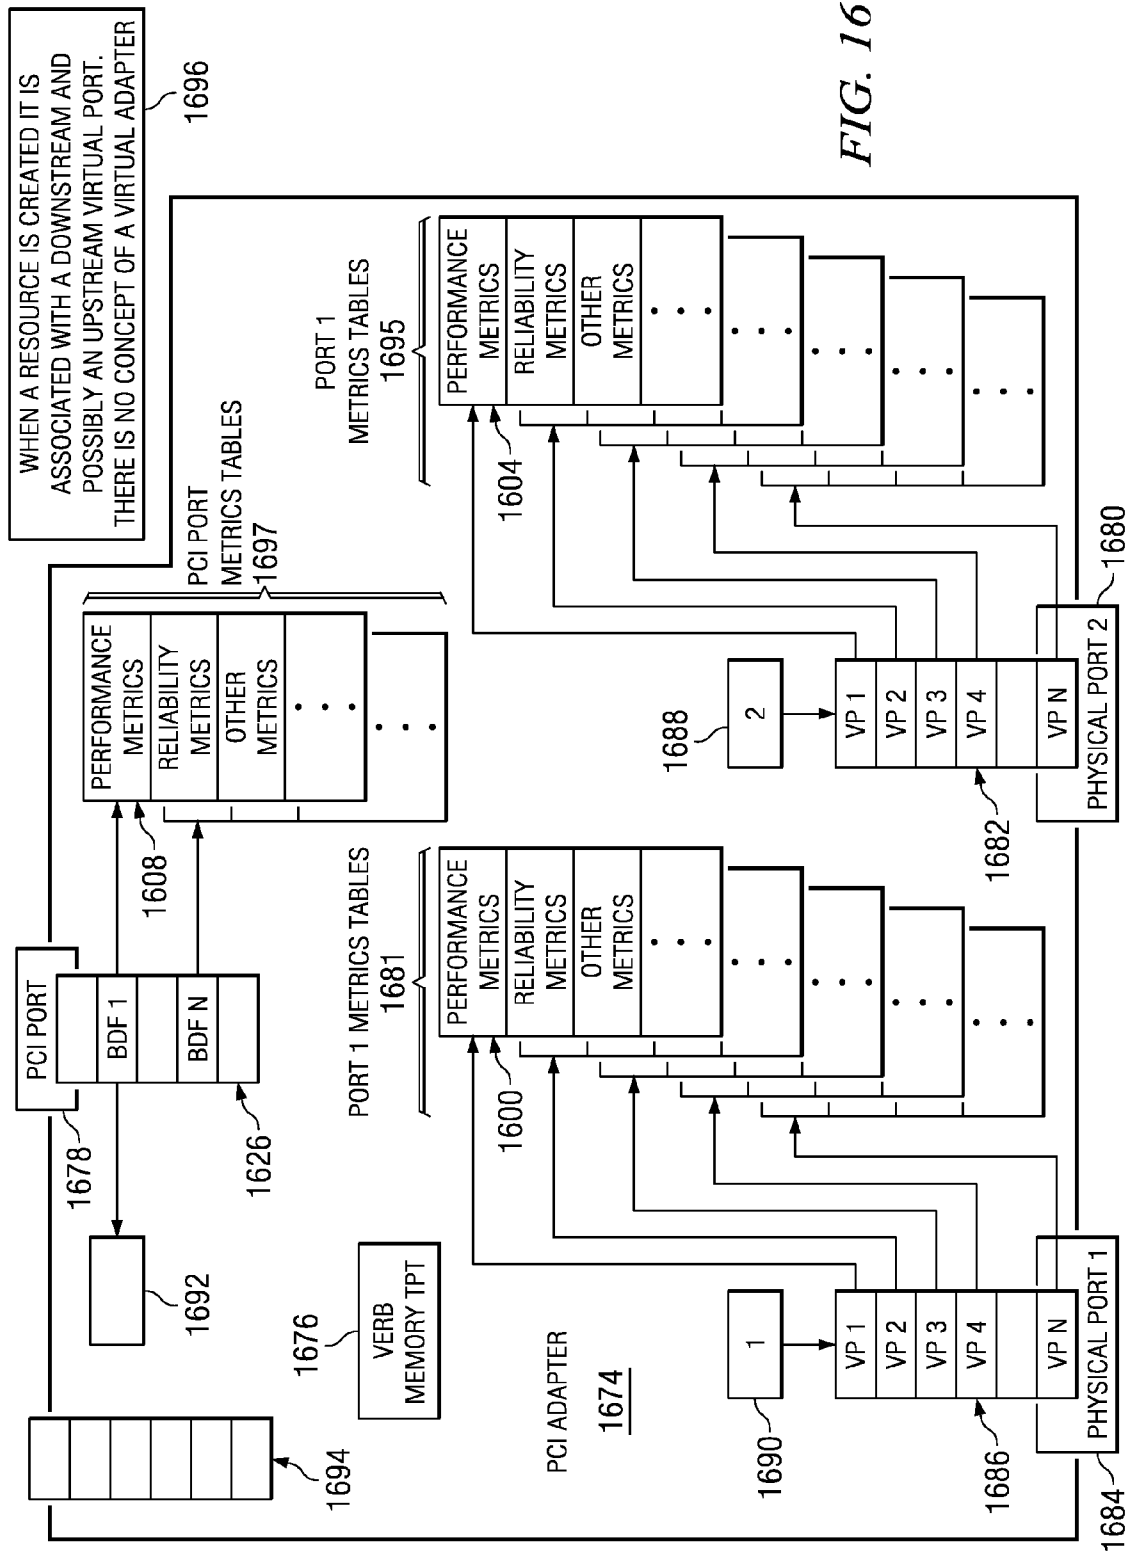 WHEN A RESOURCE IS CREATED IT IS
ASSOCIATED WITH A DOWNSTREAM AND
POSSIBLY AN UPSTREAM VIRTUAL PORT.
THERE IS NO CONCEPT OF A VIRTUAL ADAPTER
1696
1694
1692
1678
PCI PORT
BDF 1
BDF N
1626
1608
PERFORMANCE
METRICS
RELIABILITY
METRICS
OTHER
METRICS
PCI PORT
METRICS TABLES
1697
1676
VERB
MEMORY TPT
PCI ADAPTER
1674
PORT 1 METRICS TABLES
1681
PERFORMANCE
METRICS
RELIABILITY
METRICS
OTHER
METRICS
1600
PORT 1
METRICS TABLES
1695
PERFORMANCE
METRICS
RELIABILITY
METRICS
OTHER
METRICS
1604
1690
1
VP 1
VP 2
VP 3
VP 4
VP N
1686
PHYSICAL PORT 1
1684
1688
2
VP 1
VP 2
VP 3
VP 4
VP N
1682
PHYSICAL PORT 2
1680
FIG. 16